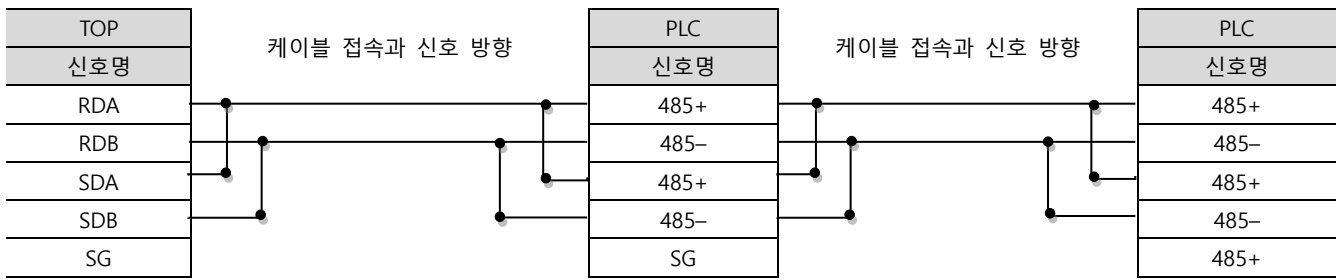 TOP 케이블 접속과 신호 방향 PLC 케이블 접속과 신호 방향 PLC
신호명 신호명 신호명
RDA 485+ 485+
RDB 485– 485–
SDA 485+ 485+
SDB 485– 485–
SG SG 485+